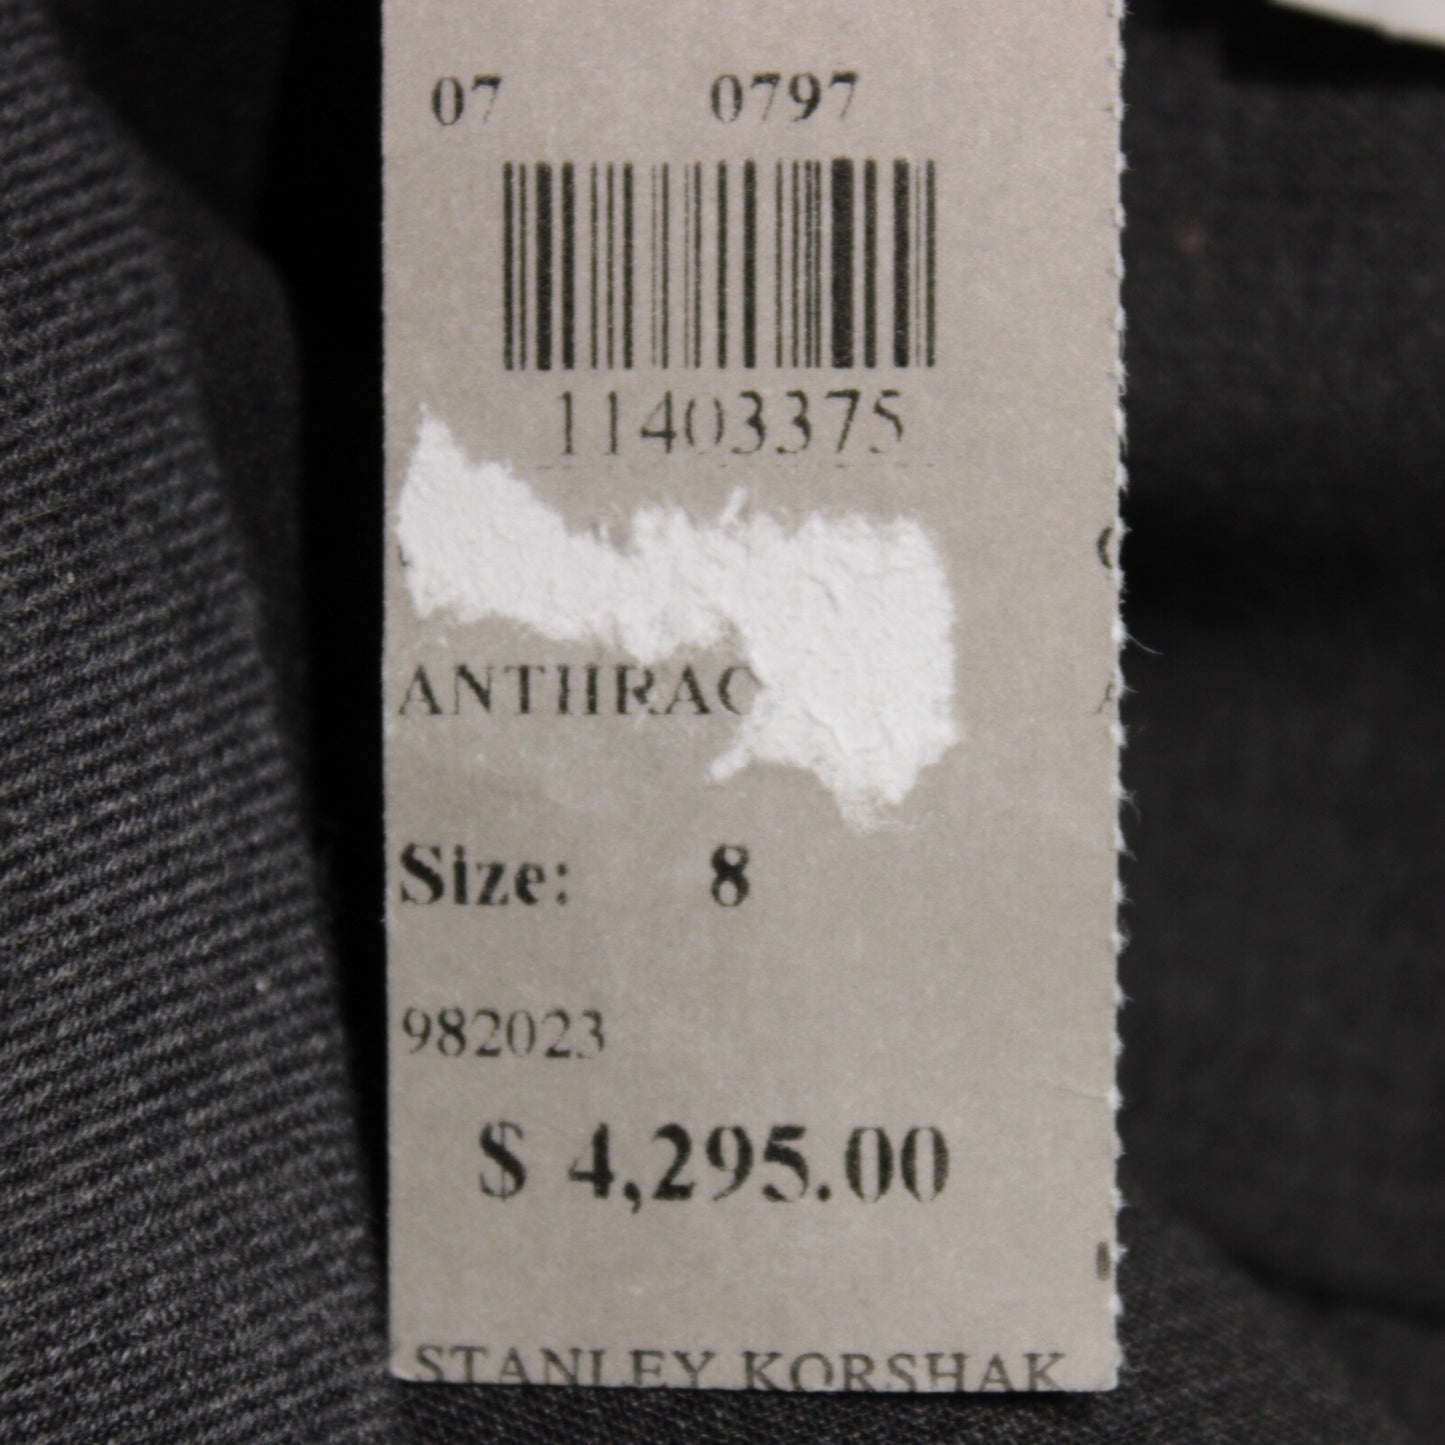 07 0797
11403375
ANTHRAC
Size: 8
982023
$ 4,295.00
STANLEY KORSHAK